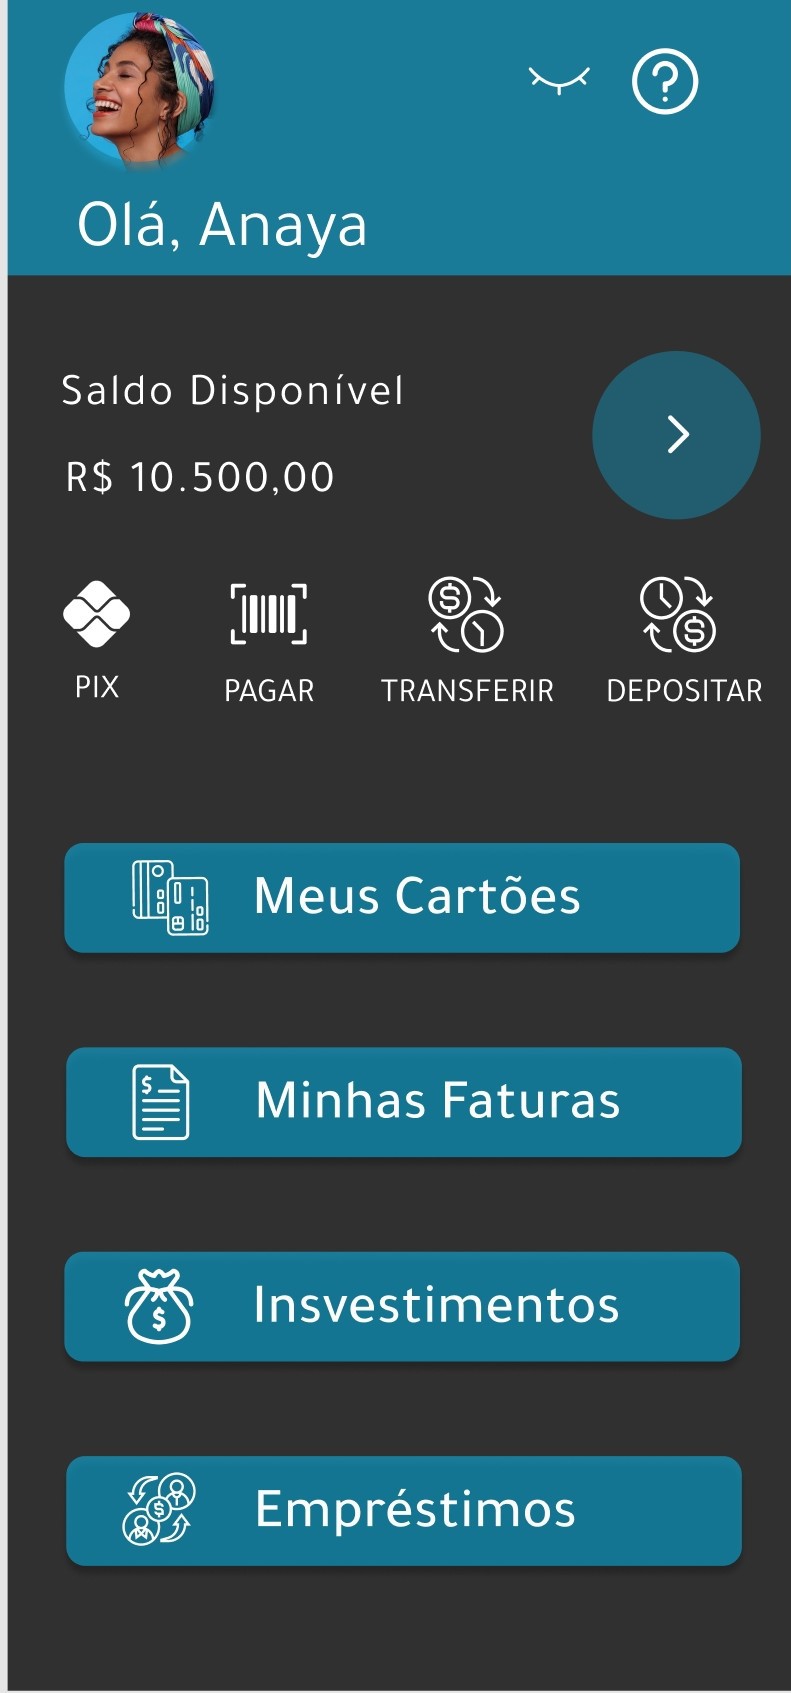 Olá, Anaya
Saldo Disponível
R$ 10.500,00
PIX PAGAR TRANSFERIR DEPOSITAR
Meus Cartões
Minhas Faturas
Insvestimentos
Empréstimos